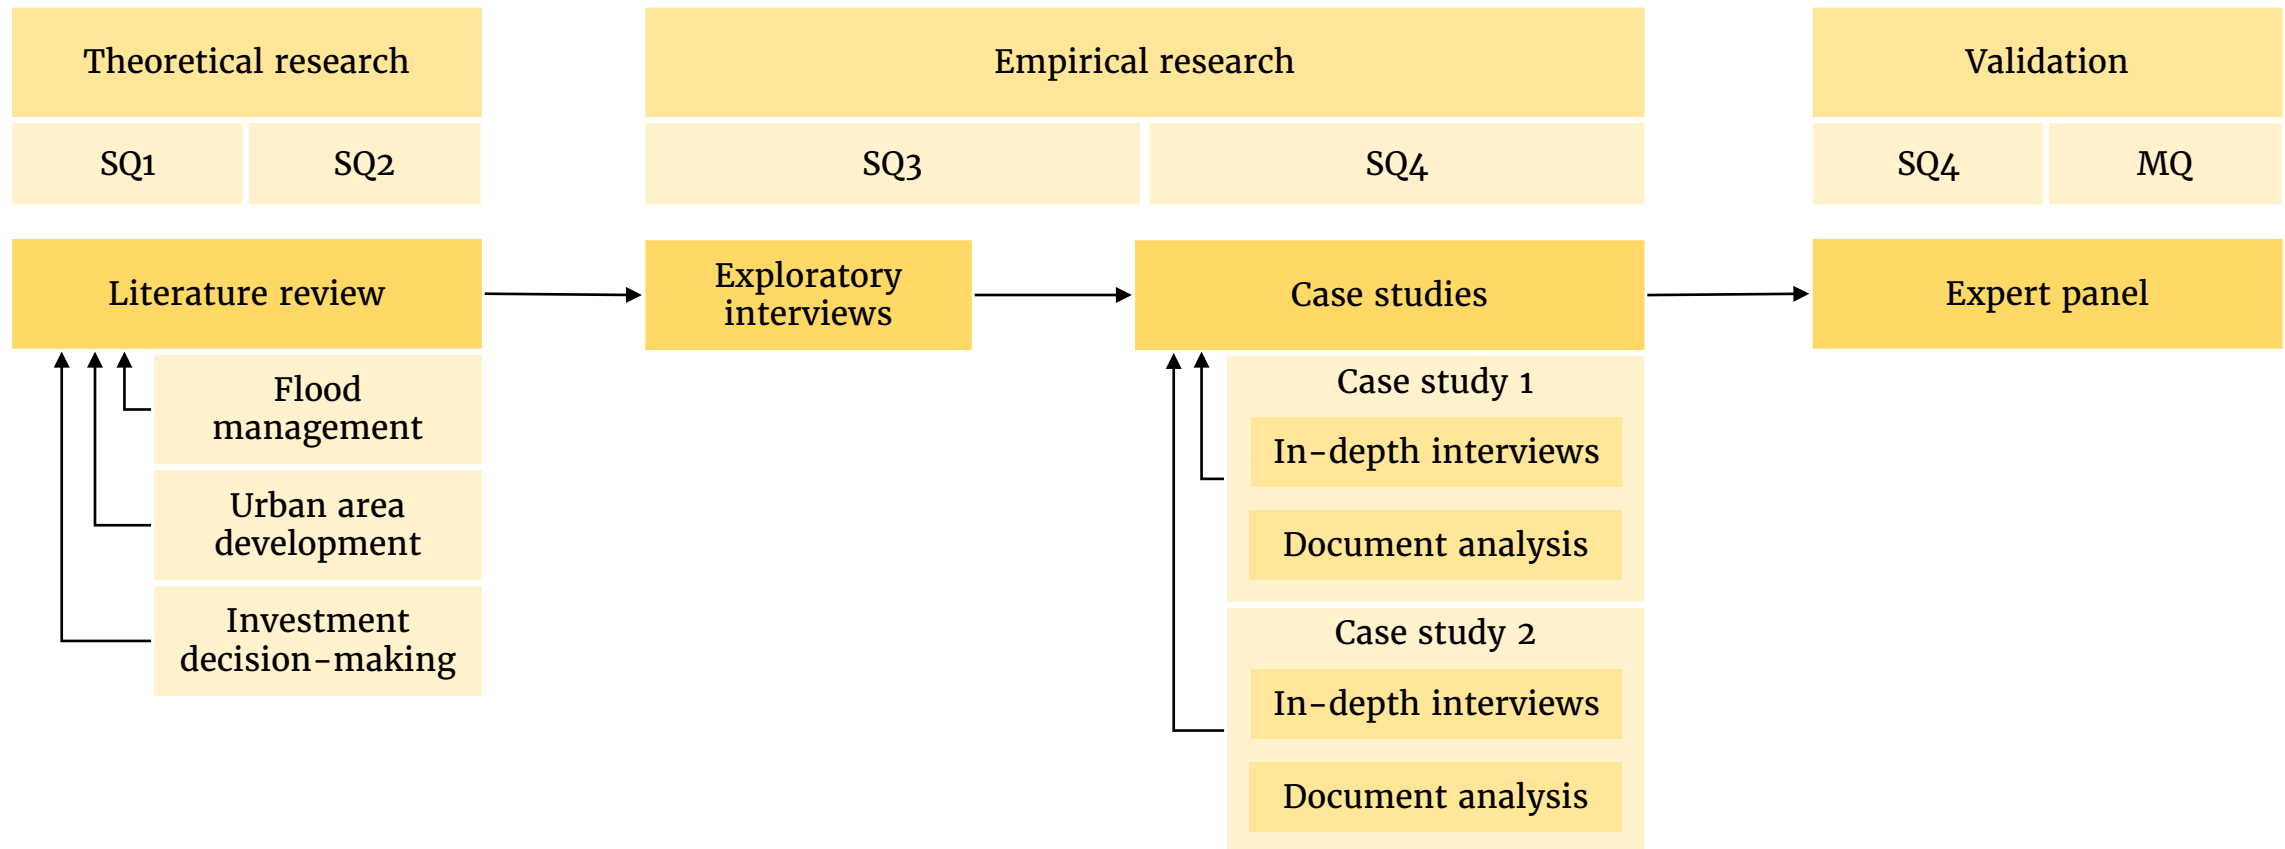 Theoretical research
Empirical research
Validation
SQ1
SQ2
SQ3
SQ4
SQ4
MQ
Literature review
Exploratory
interviews
Case studies
Expert panel
Flood
management
Urban area
development
Investment
decision-making
Case study 1
In-depth interviews
Document analysis
Case study 2
In-depth interviews
Document analysis